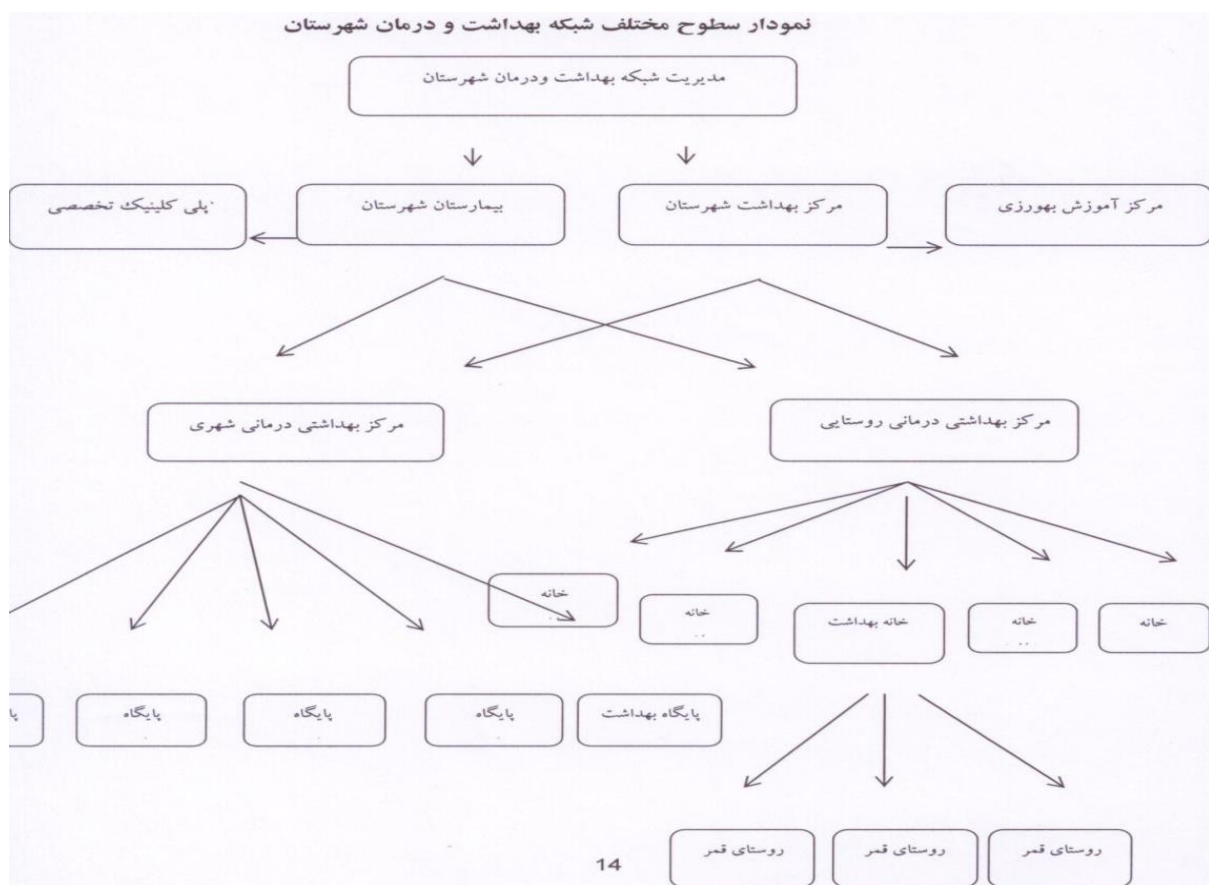 نمودار سطوح مختلف شبکه بهداشت و درمان شهرستان
مدیریت شبکه بهداشت ودرمان شهرستان
مرکز آموزش بهورزی
مرکز بهداشت شهرستان
بیمارستان شهرستان
پلی کلینیک تخصصی
مرکز بهداشتی درمانی روستایی
مرکز بهداشتی درمانی شهری
خانه
خانه
خانه بهداشت
خانه
خانه
پایگاه بهداشت
پایگاه
پایگاه
پایگاه
روستای قمر
روستای قمر
روستای قمر
14